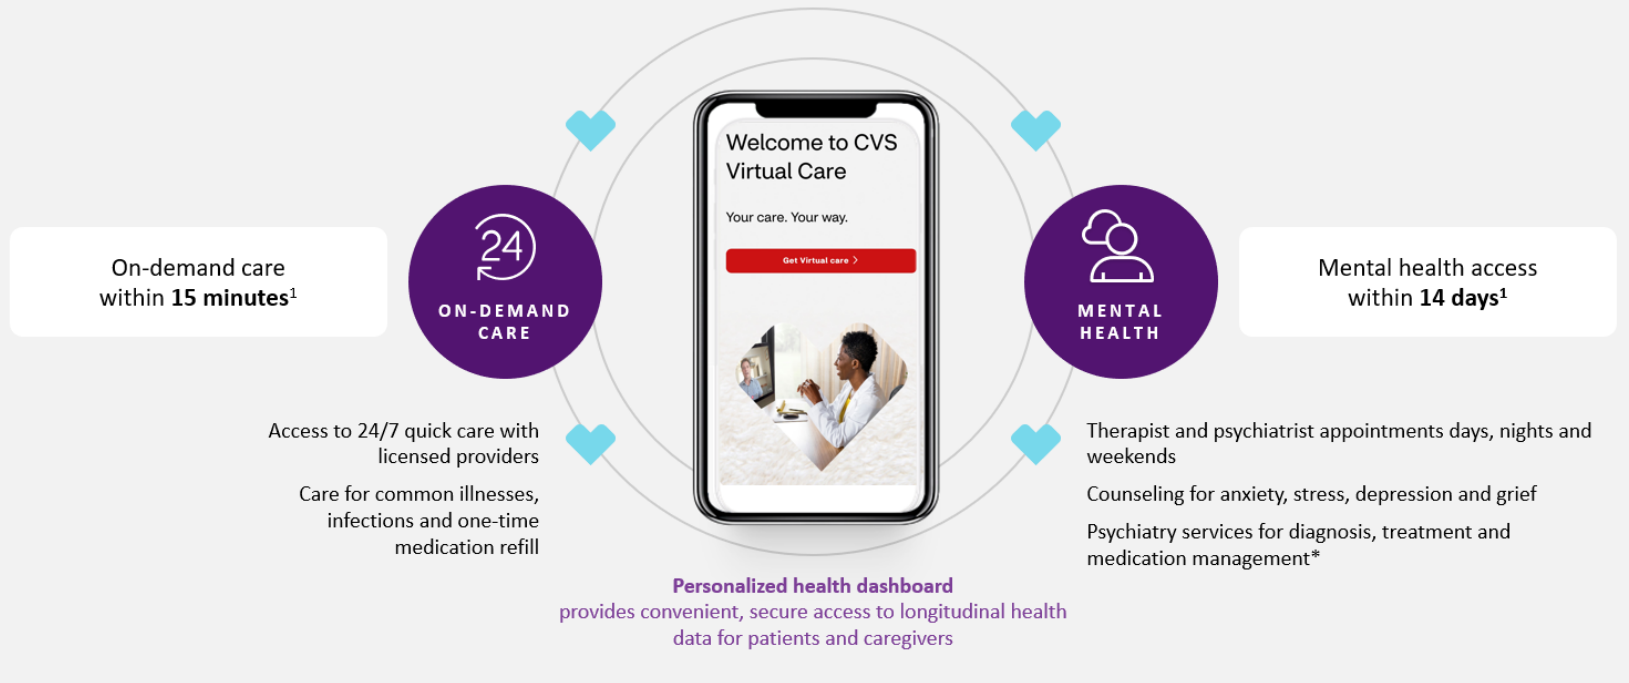 Welcome to CVS
Virtual Care
Your care. Your way.
Get Virtual care >
On-demand care
within 15 minutes¹
24
ON-DEMAND
CARE
MENTAL
HEALTH
Mental health access
within 14 days¹
Access to 24/7 quick care with
licensed providers
Care for common illnesses,
infections and one-time
medication refill
Therapist and psychiatrist appointments days, nights and
weekends
Counseling for anxiety, stress, depression and grief
Psychiatry services for diagnosis, treatment and
medication management*
Personalized health dashboard
provides convenient, secure access to longitudinal health
data for patients and caregivers